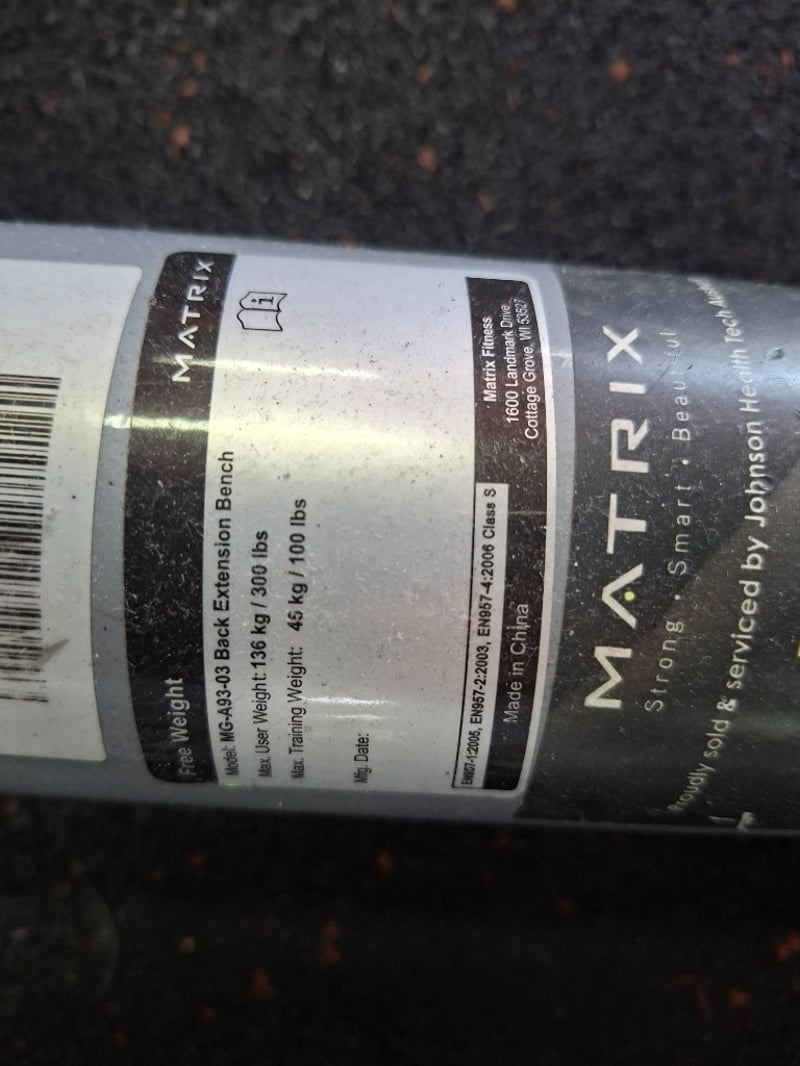 Free Weight
MATRIX
Model: MG-A93-03 Back Extension Bench
Max. User Weight: 136 kg / 300 lbs
Max. Training Weight: 45 kg / 100 lbs
Mfg. Date:
EN957-1:2005, EN957-2:2003, EN957-4:2006 Class S
Made in China
Matrix Fitness
1600 Landmark Drive
Cottage Grove, WI 53527
MATRIX
Strong • Smart • Beautiful
Proudly sold & serviced by Johnson Health Tech